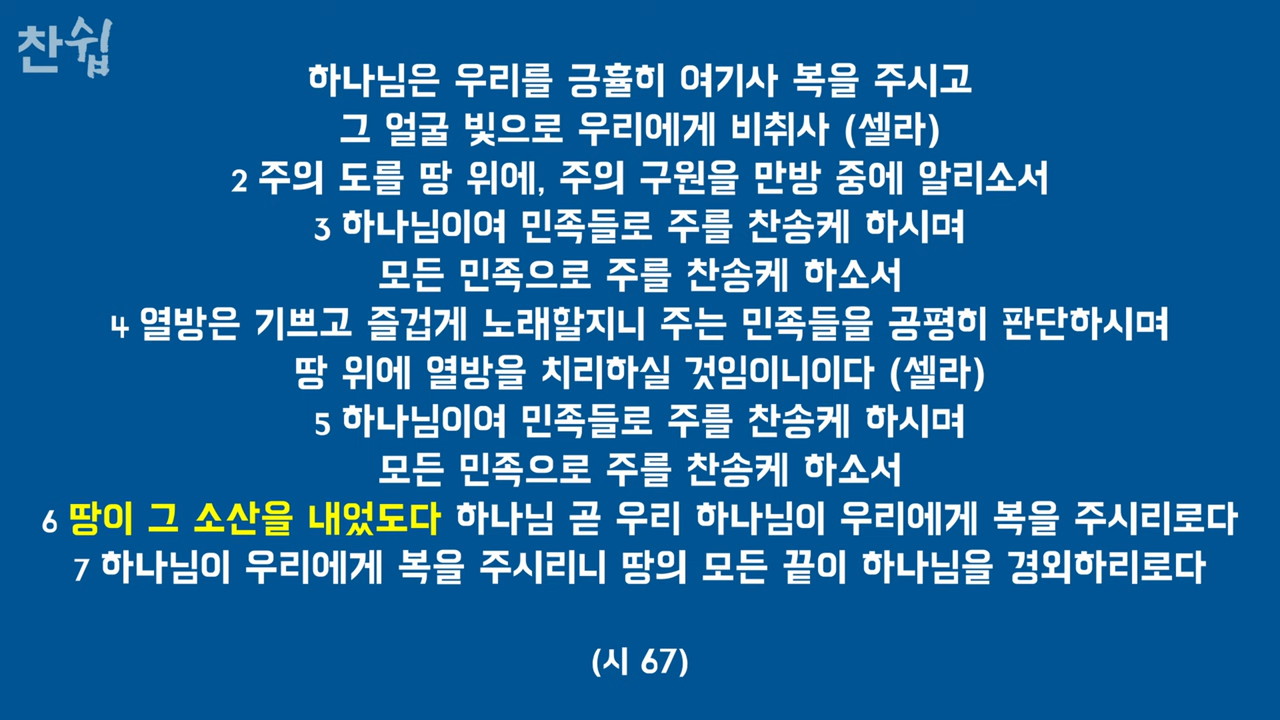 찬쉽
하나님은 우리를 긍휼히 여기사 복을 주시고
그 얼굴 빛으로 우리에게 비취사 (셀라)
2 주의 도를 땅 위에, 주의 구원을 만방 중에 알리소서
3 하나님이여 민족들로 주를 찬송케 하시며
모든 민족으로 주를 찬송케 하소서
4 열방은 기쁘고 즐겁게 노래할지니 주는 민족들을 공평히 판단하시며
땅 위에 열방을 치리하실 것임이니이다 (셀라)
5 하나님이여 민족들로 주를 찬송케 하시며
모든 민족으로 주를 찬송케 하소서
6 땅이 그 소산을 내었도다 하나님 곧 우리 하나님이 우리에게 복을 주시리로다
7 하나님이 우리에게 복을 주시리니 땅의 모든 끝이 하나님을 경외하리로다
(시 67)